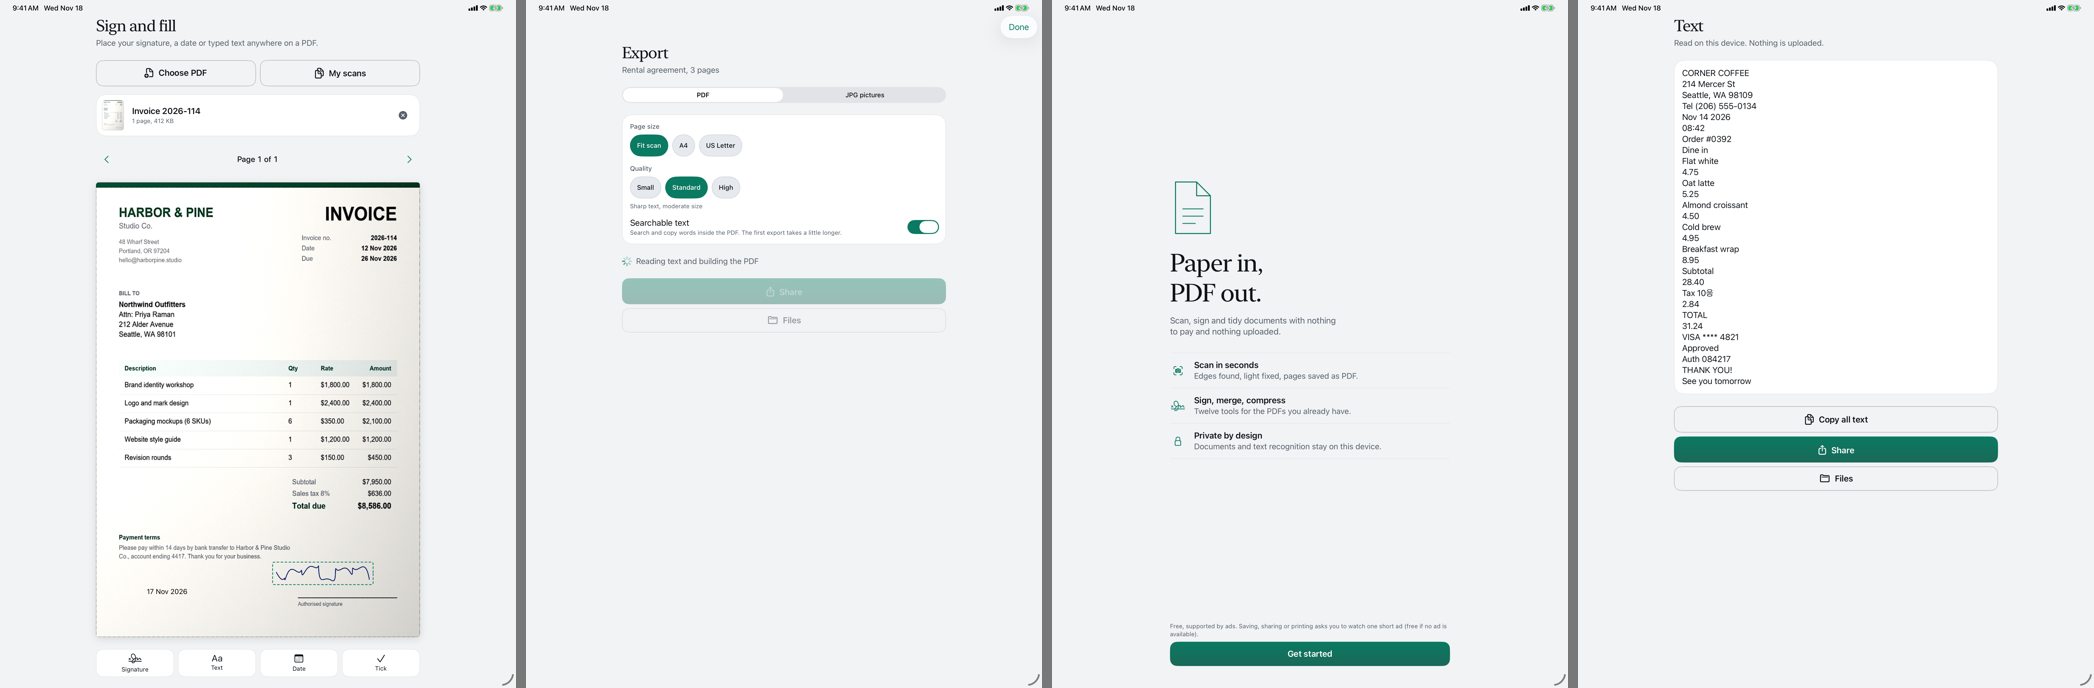 9:41 AM Wed Nov 18
Sign and fill
Place your signature, a date or typed text anywhere on a PDF.
Choose PDF
My scans
Invoice 2026-114
1 page, 412 KB
Page 1 of 1
HARBOR & PINE
Studio Co.
48 Wharf Street
Portland, OR 97204
hello@harborpine.studio
INVOICE
Invoice no. 2026-114
Date 12 Nov 2026
Due 26 Nov 2026
BILL TO
Northwind Outfitters
Attn: Priya Raman
212 Alder Avenue
Seattle, WA 98101
Description Qty Rate Amount
Brand identity workshop 1 $1,800.00 $1,800.00
Logo and mark design 1 $2,400.00 $2,400.00
Packaging mockups (6 SKUs) 6 $350.00 $2,100.00
Website style guide 1 $1,200.00 $1,200.00
Revision rounds 3 $150.00 $450.00
Subtotal $7,950.00
Sales tax 8% $636.00
Total due $8,586.00
Payment terms
Please pay within 14 days by bank transfer to Harbor & Pine Studio
Co., account ending 4417. Thank you for your business.
17 Nov 2026
Authorised signature
Signature
Aa
Text
Date
Tick
9:41 AM Wed Nov 18
Done
Export
Rental agreement, 3 pages
PDF
JPG pictures
Page size
Fit scan
A4
US Letter
Quality
Small
Standard
High
Sharp text, moderate size
Searchable text
Search and copy words inside the PDF. The first export takes a little longer.
Reading text and building the PDF
Share
Files
9:41 AM Wed Nov 18
Paper in,
PDF out.
Scan, sign and tidy documents with nothing
to pay and nothing uploaded.
Scan in seconds
Edges found, light fixed, pages saved as PDF.
Sign, merge, compress
Twelve tools for the PDFs you already have.
Private by design
Documents and text recognition stay on this device.
Free, supported by ads. Saving, sharing or printing asks you to watch one short ad (free if no ad is
available).
Get started
9:41 AM Wed Nov 18
Text
Read on this device. Nothing is uploaded.
CORNER COFFEE
214 Mercer St
Seattle, WA 98109
Tel (206) 555-0134
Nov 14 2026
08:42
Order #0392
Dine in
Flat white
4.75
Oat latte
5.25
Almond croissant
4.50
Cold brew
4.95
Breakfast wrap
8.95
Subtotal
28.40
Tax 10
2.84
TOTAL
31.24
VISA **** 4821
Approved
Auth 084217
THANK YOU!
See you tomorrow
Copy all text
Share
Files